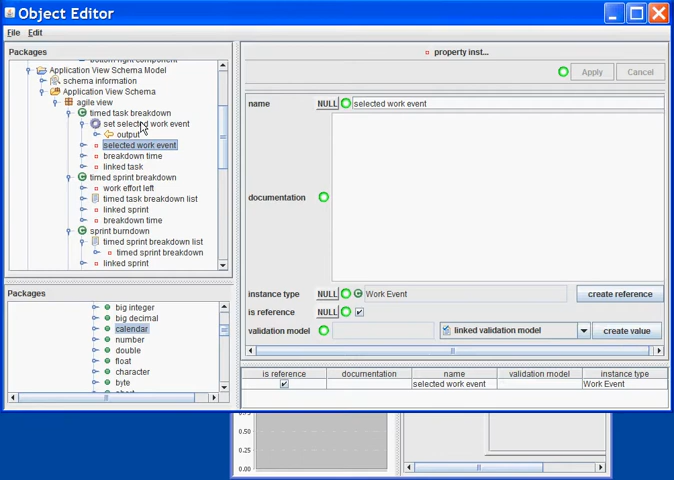 Object Editor
File Edit
Packages
Application View Schema Model
schema information
Application View Schema
agile view
timed task breakdown
set selected work event
output
selected work event
breakdown time
linked task
timed sprint breakdown
work effort left
timed task breakdown list
linked sprint
breakdown time
sprint burndown
timed sprint breakdown list
timed sprint breakdown
linked sprint
Packages
big integer
big decimal
calendar
number
double
float
character
byte
property inst...
Apply Cancel
name NULL selected work event
documentation
instance type NULL Work Event create reference
is reference NULL
validation model linked validation model create value
is reference documentation name validation model instance type
selected work event Work Event
0.25
0.00